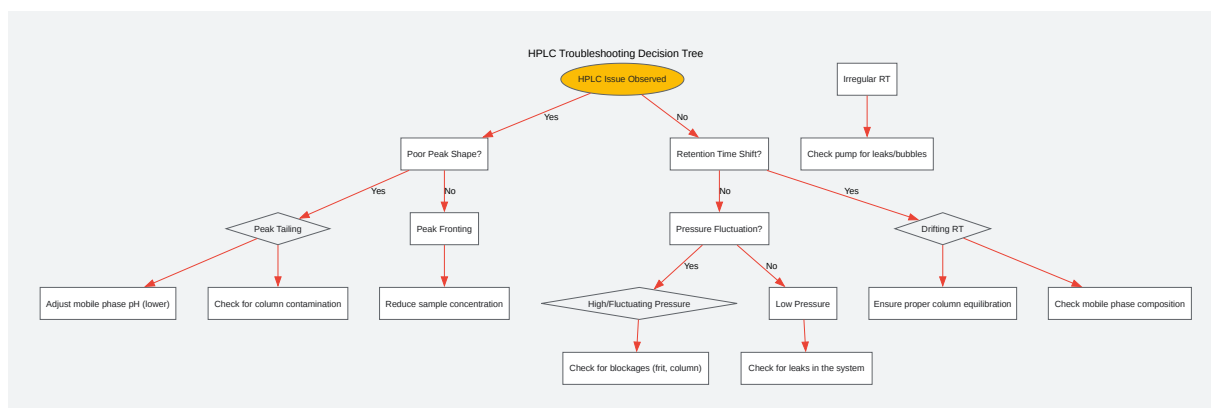 HPLC Troubleshooting Decision Tree
HPLC Issue Observed
Irregular RT
Yes
No
Poor Peak Shape?
Retention Time Shift?
Check pump for leaks/bubbles
Yes
No
No
Yes
Peak Tailing
Peak Fronting
Pressure Fluctuation?
Drifting RT
Yes
No
Adjust mobile phase pH (lower)
Check for column contamination
Reduce sample concentration
High/Fluctuating Pressure
Low Pressure
Ensure proper column equilibration
Check mobile phase composition
Check for blockages (frit, column)
Check for leaks in the system